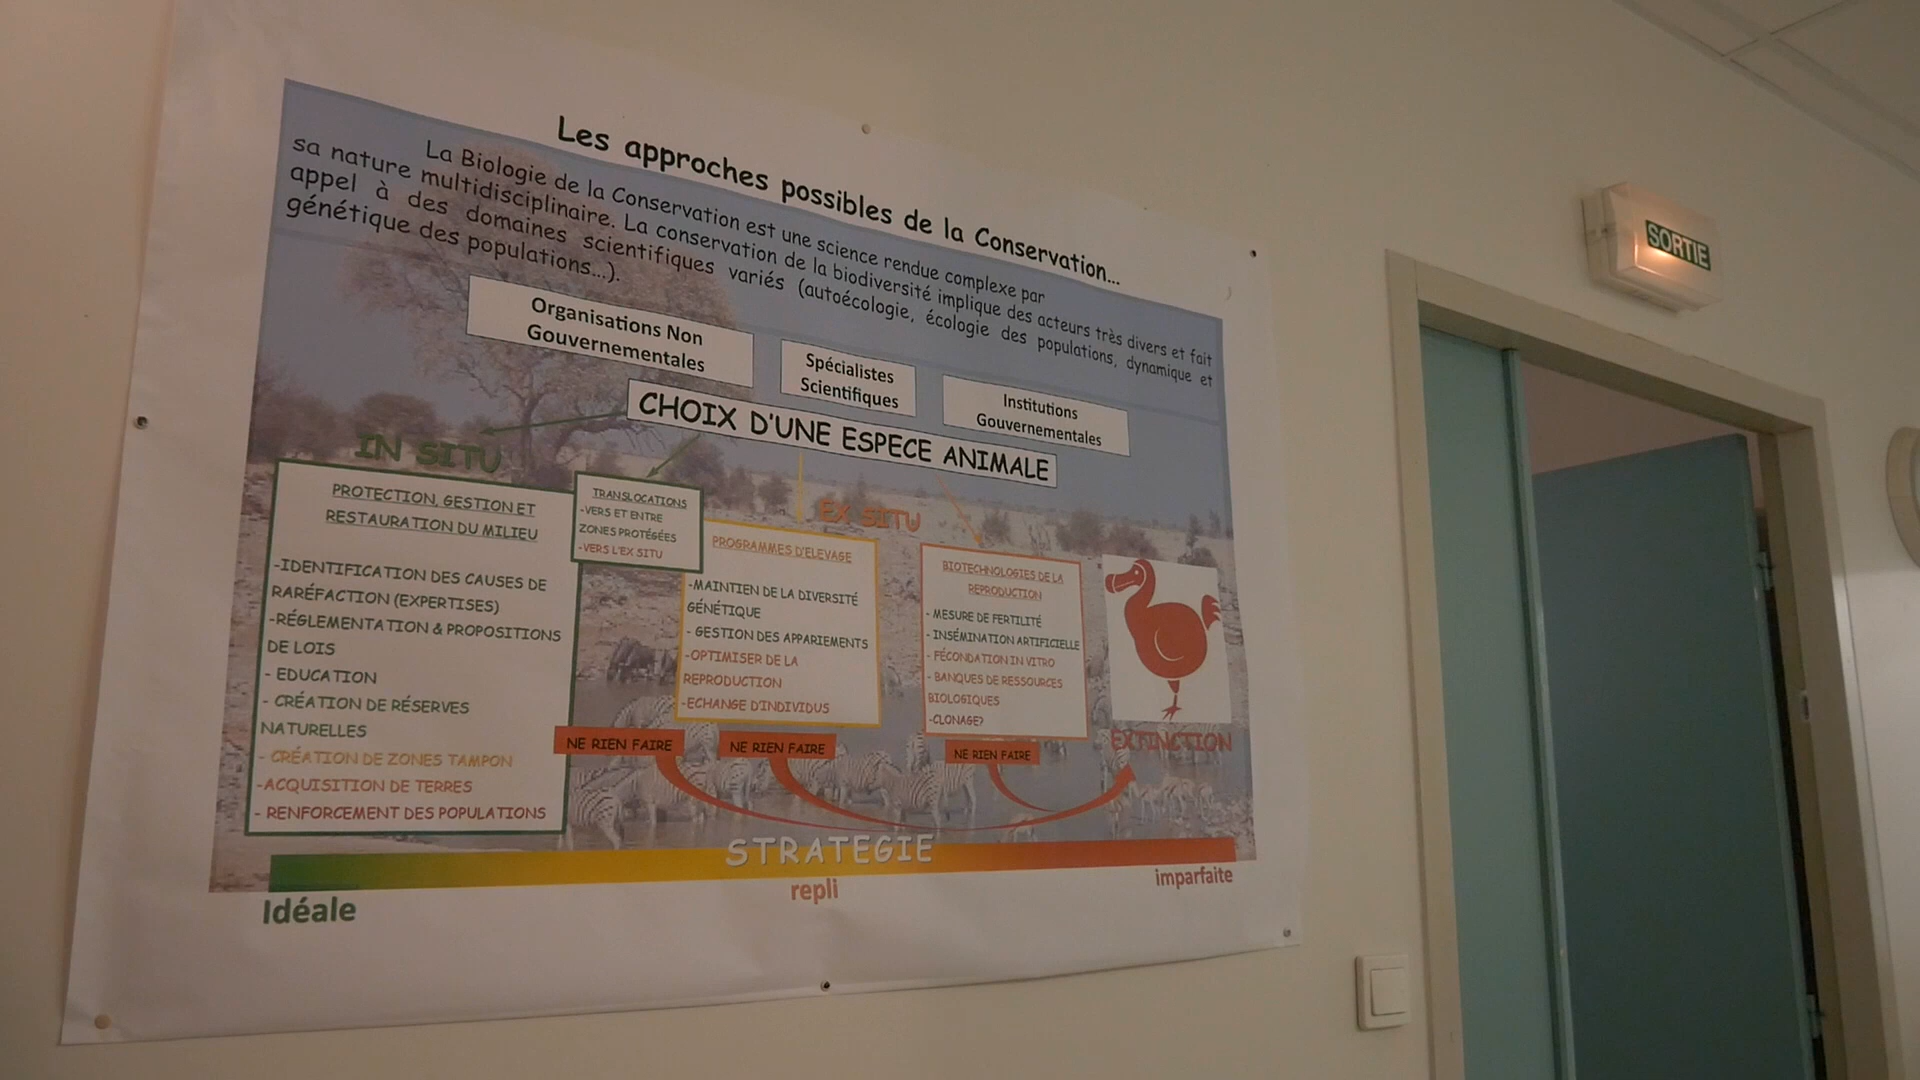 Les approches possibles de la Conservation...
La Biologie de la Conservation est une science rendue complexe par
sa nature multidisciplinaire. La conservation de la biodiversité implique des acteurs très divers et fait
appel à des domaines scientifiques variés (autoécologie, écologie des populations, dynamique et
génétique des populations...).
Organisations Non
Gouvernementales
Spécialistes
Scientifiques
Institutions
Gouvernementales
CHOIX D'UNE ESPECE ANIMALE
IN SITU
PROTECTION, GESTION ET
RESTAURATION DU MILIEU
-IDENTIFICATION DES CAUSES DE
RARÉFACTION (EXPERTISES)
-RÉGLEMENTATION & PROPOSITIONS
DE LOIS
- EDUCATION
- CRÉATION DE RÉSERVES
NATURELLES
- CRÉATION DE ZONES TAMPON
-ACQUISITION DE TERRES
- RENFORCEMENT DES POPULATIONS
TRANSLOCATIONS
-VERS ET ENTRE
ZONES PROTÉGÉES
-VERS L'EX SITU
EX SITU
PROGRAMMES D'ELEVAGE
-MAINTIEN DE LA DIVERSITÉ
GÉNÉTIQUE
- GESTION DES APPARIEMENTS
-OPTIMISER DE LA
REPRODUCTION
-ECHANGE D'INDIVIDUS
BIOTECHNOLOGIES DE LA
REPRODUCTION
- MESURE DE FERTILITÉ
- INSÉMINATION ARTIFICIELLE
- FÉCONDATION IN VITRO
- BANQUES DE RESSOURCES
BIOLOGIQUES
-CLONAGE?
EXTINCTION
NE RIEN FAIRE
NE RIEN FAIRE
NE RIEN FAIRE
STRATEGIE
Idéale
repli
imparfaite
SORTIE